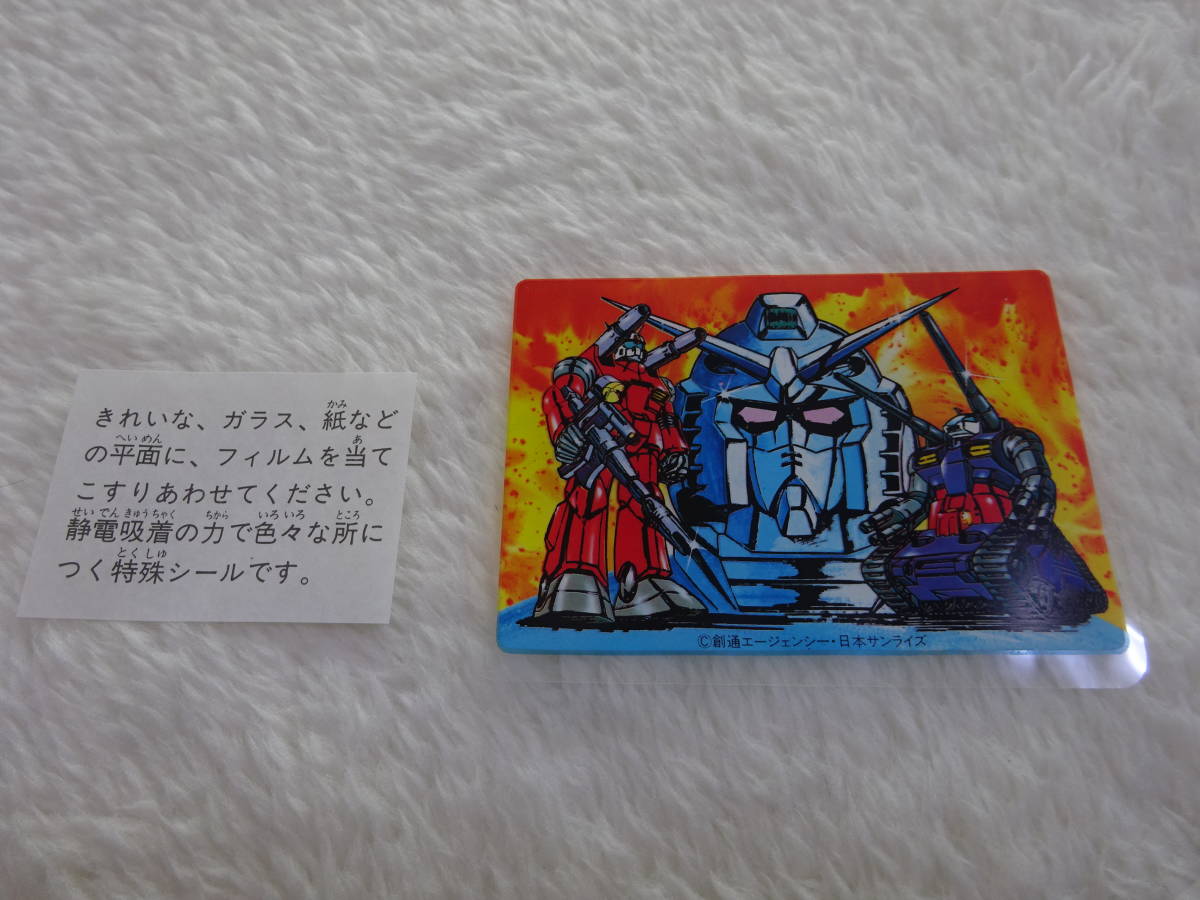 きれいな、ガラス、紙など
の平面に、フィルムを当て
こすりあわせてください。
静電吸着の力で色々な所に
つく特殊シールです。
©創通エージェンシー・日本サンライズ